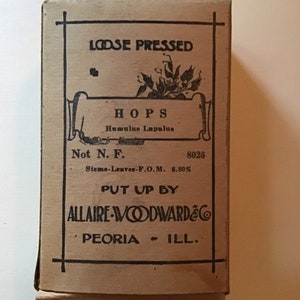 LOOSE PRESSED
HOPS
Humulus Lupulus
Not N. F. 8025
Stems-Leaves-F.O.M. 8.80%
PUT UP BY
ALLAIRE-WOODWARD & Co
PEORIA - ILL.